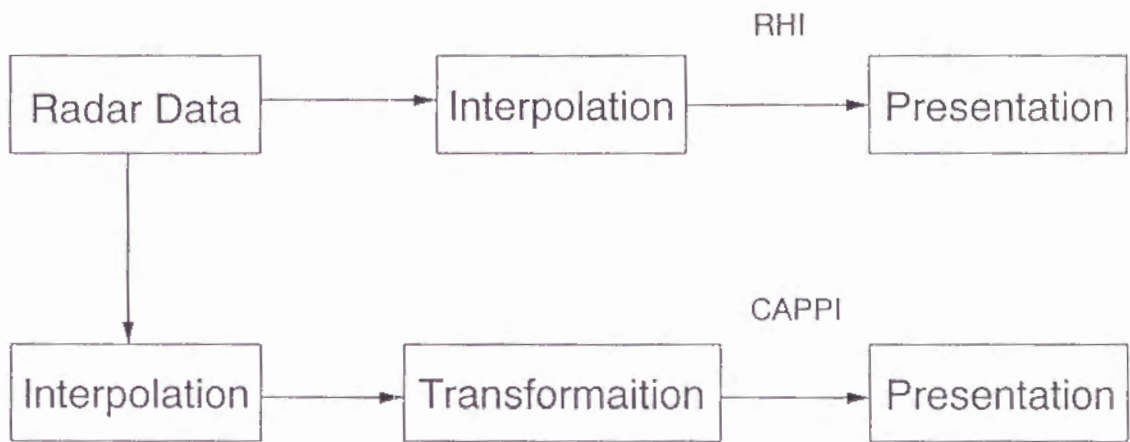 RHI
Radar Data
Interpolation
Presentation
CAPPI
Interpolation
Transformaition
Presentation